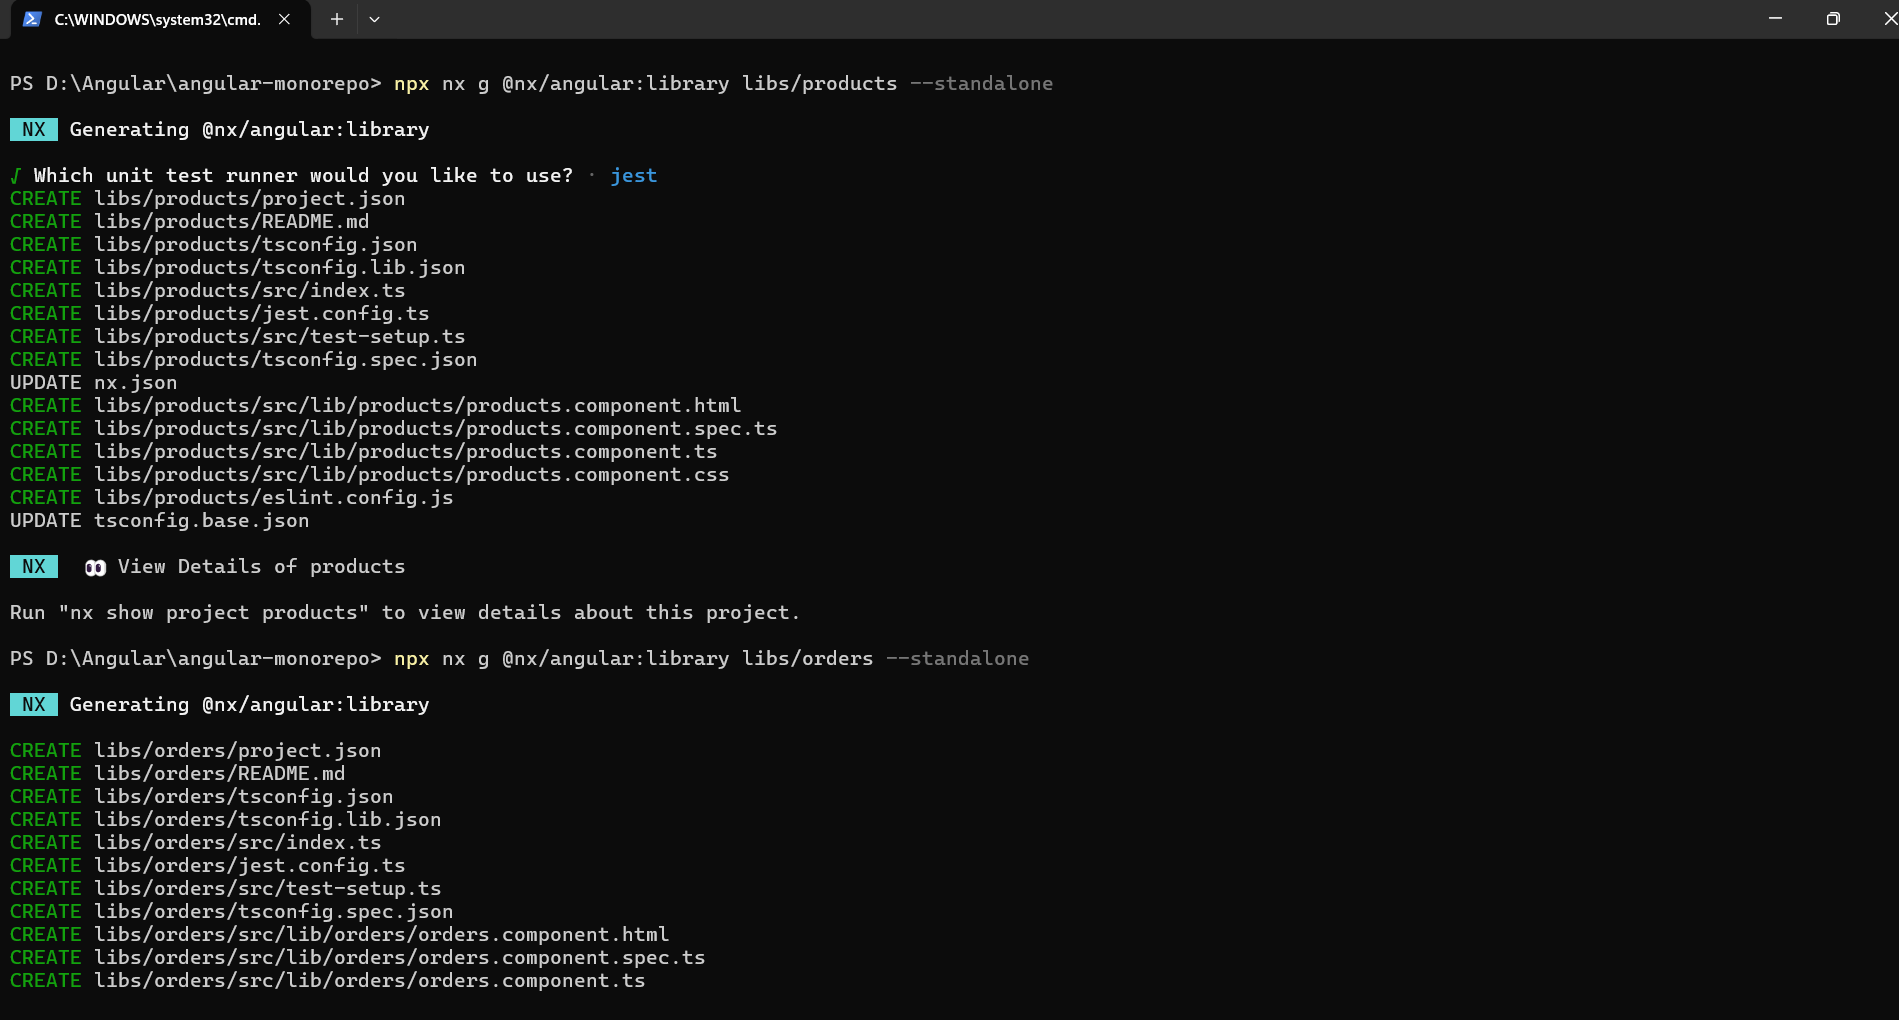 C:\WINDOWS\system32\cmd.
PS D:\Angular\angular-monorepo> npx nx g @nx/angular:library libs/products --standalone
NX Generating @nx/angular:library
√ Which unit test runner would you like to use? · jest
CREATE libs/products/project.json
CREATE libs/products/README.md
CREATE libs/products/tsconfig.json
CREATE libs/products/tsconfig.lib.json
CREATE libs/products/src/index.ts
CREATE libs/products/jest.config.ts
CREATE libs/products/src/test-setup.ts
CREATE libs/products/tsconfig.spec.json
UPDATE nx.json
CREATE libs/products/src/lib/products/products.component.html
CREATE libs/products/src/lib/products/products.component.spec.ts
CREATE libs/products/src/lib/products/products.component.ts
CREATE libs/products/src/lib/products/products.component.css
CREATE libs/products/eslint.config.js
UPDATE tsconfig.base.json
NX 👀 View Details of products
Run "nx show project products" to view details about this project.
PS D:\Angular\angular-monorepo> npx nx g @nx/angular:library libs/orders --standalone
NX Generating @nx/angular:library
CREATE libs/orders/project.json
CREATE libs/orders/README.md
CREATE libs/orders/tsconfig.json
CREATE libs/orders/tsconfig.lib.json
CREATE libs/orders/src/index.ts
CREATE libs/orders/jest.config.ts
CREATE libs/orders/src/test-setup.ts
CREATE libs/orders/tsconfig.spec.json
CREATE libs/orders/src/lib/orders/orders.component.html
CREATE libs/orders/src/lib/orders/orders.component.spec.ts
CREATE libs/orders/src/lib/orders/orders.component.ts